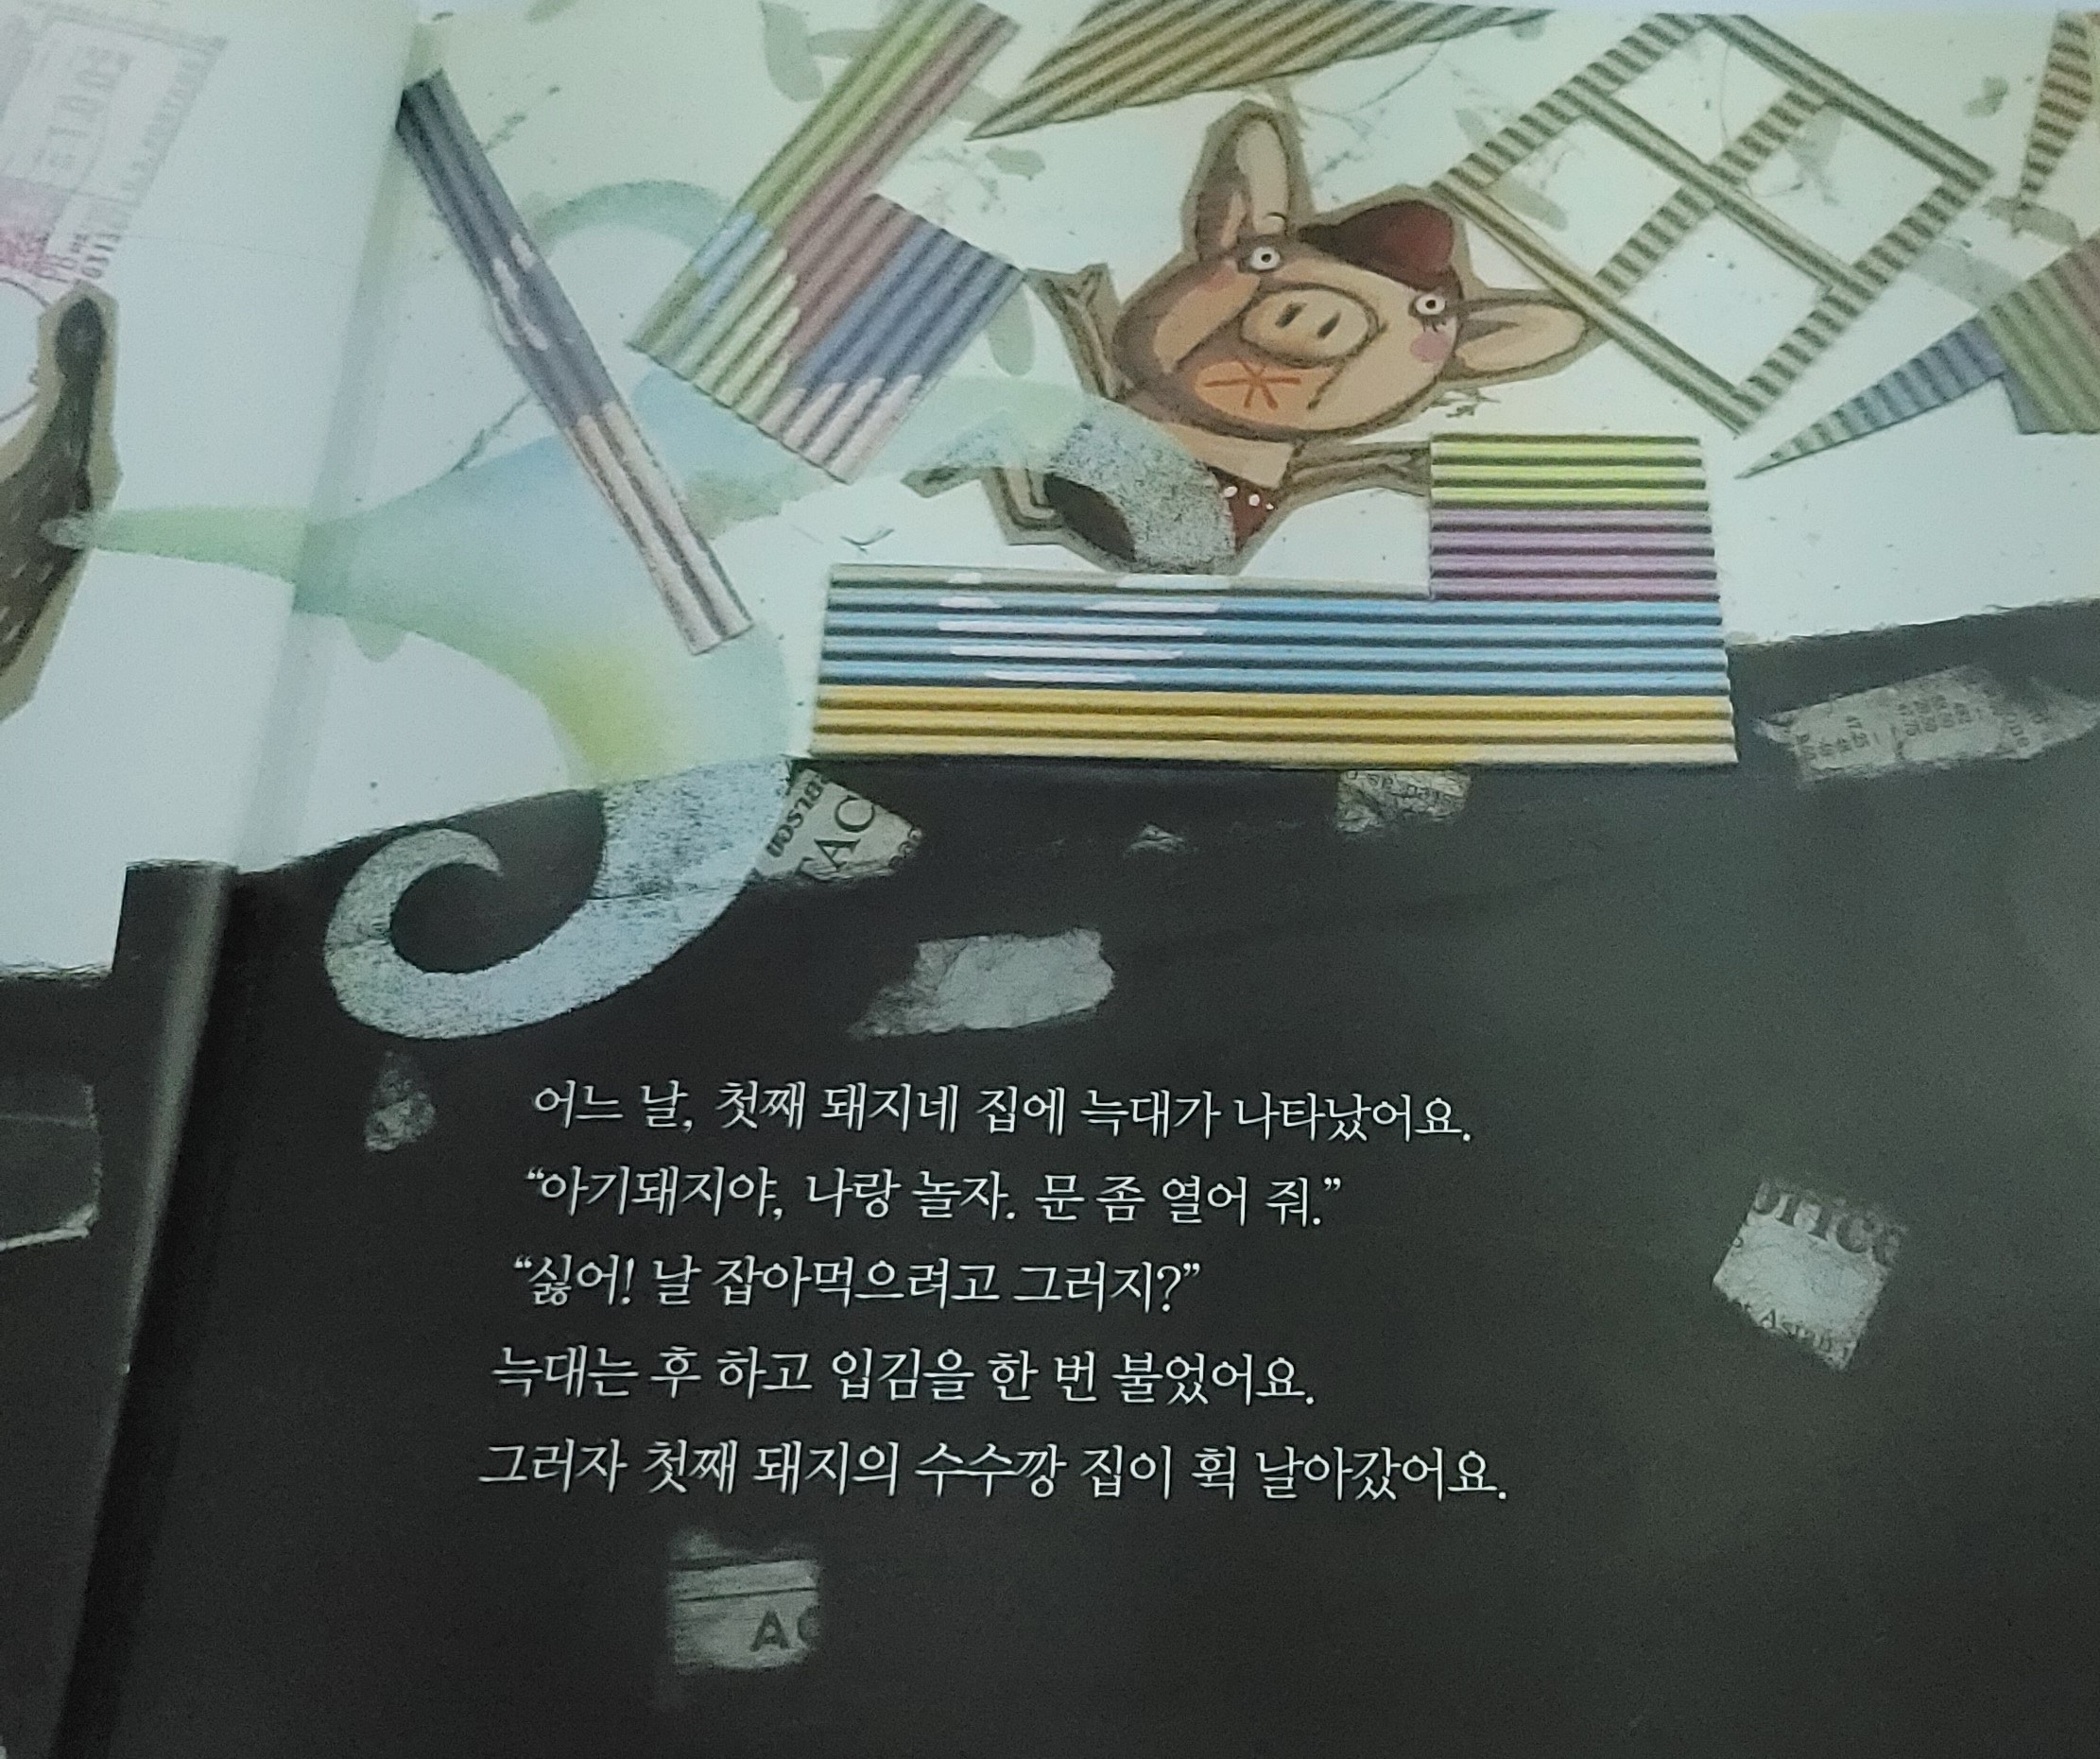 TAC
어느 날, 첫째 돼지네 집에 늑대가 나타났어요.
“아기돼지야, 나랑 놀자. 문 좀 열어 줘.”
“싫어! 날 잡아먹으려고 그러지?”
늑대는 후 하고 입김을 한 번 불었어요.
그러자 첫째 돼지의 수수깡 집이 휙 날아갔어요.
AC